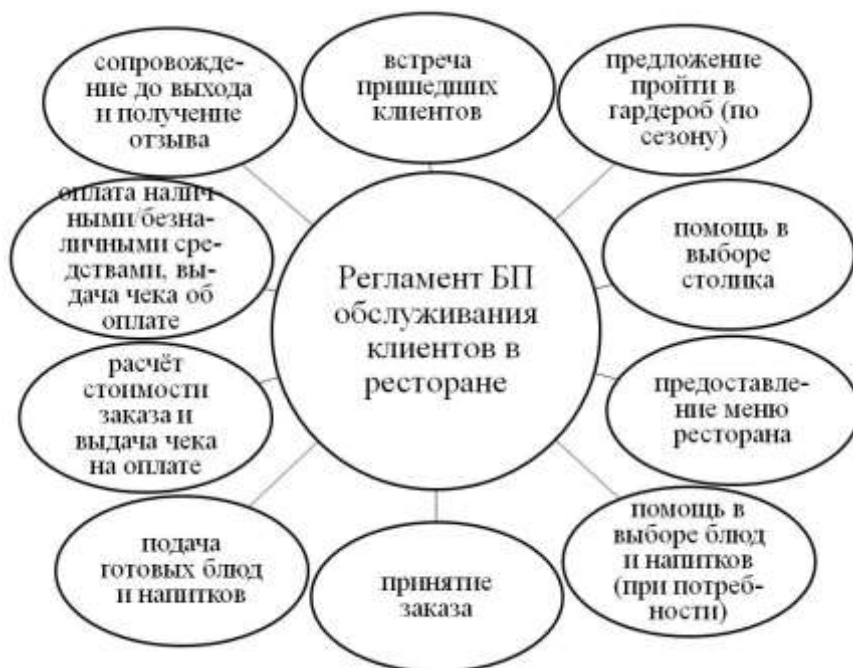 встреча
пришедших
клиентов
предложение
пройти в
гардероб (по
сезону)
помощь в
выборе
столика
предоставле-
ние меню
ресторана
помощь в
выборе блюд
и напитков
(при потреб-
ности)
принятие
заказа
подача
готовых блюд
и напитков
расчёт
стоимости
заказа и
выдача чека
на оплате
оплата налич-
ными/безна-
личными сре-
дствами, вы-
дача чека об
оплате
сопровожде-
ние до выхода
и получение
отзыва
Регламент БП
обслуживания
клиентов в
ресторане